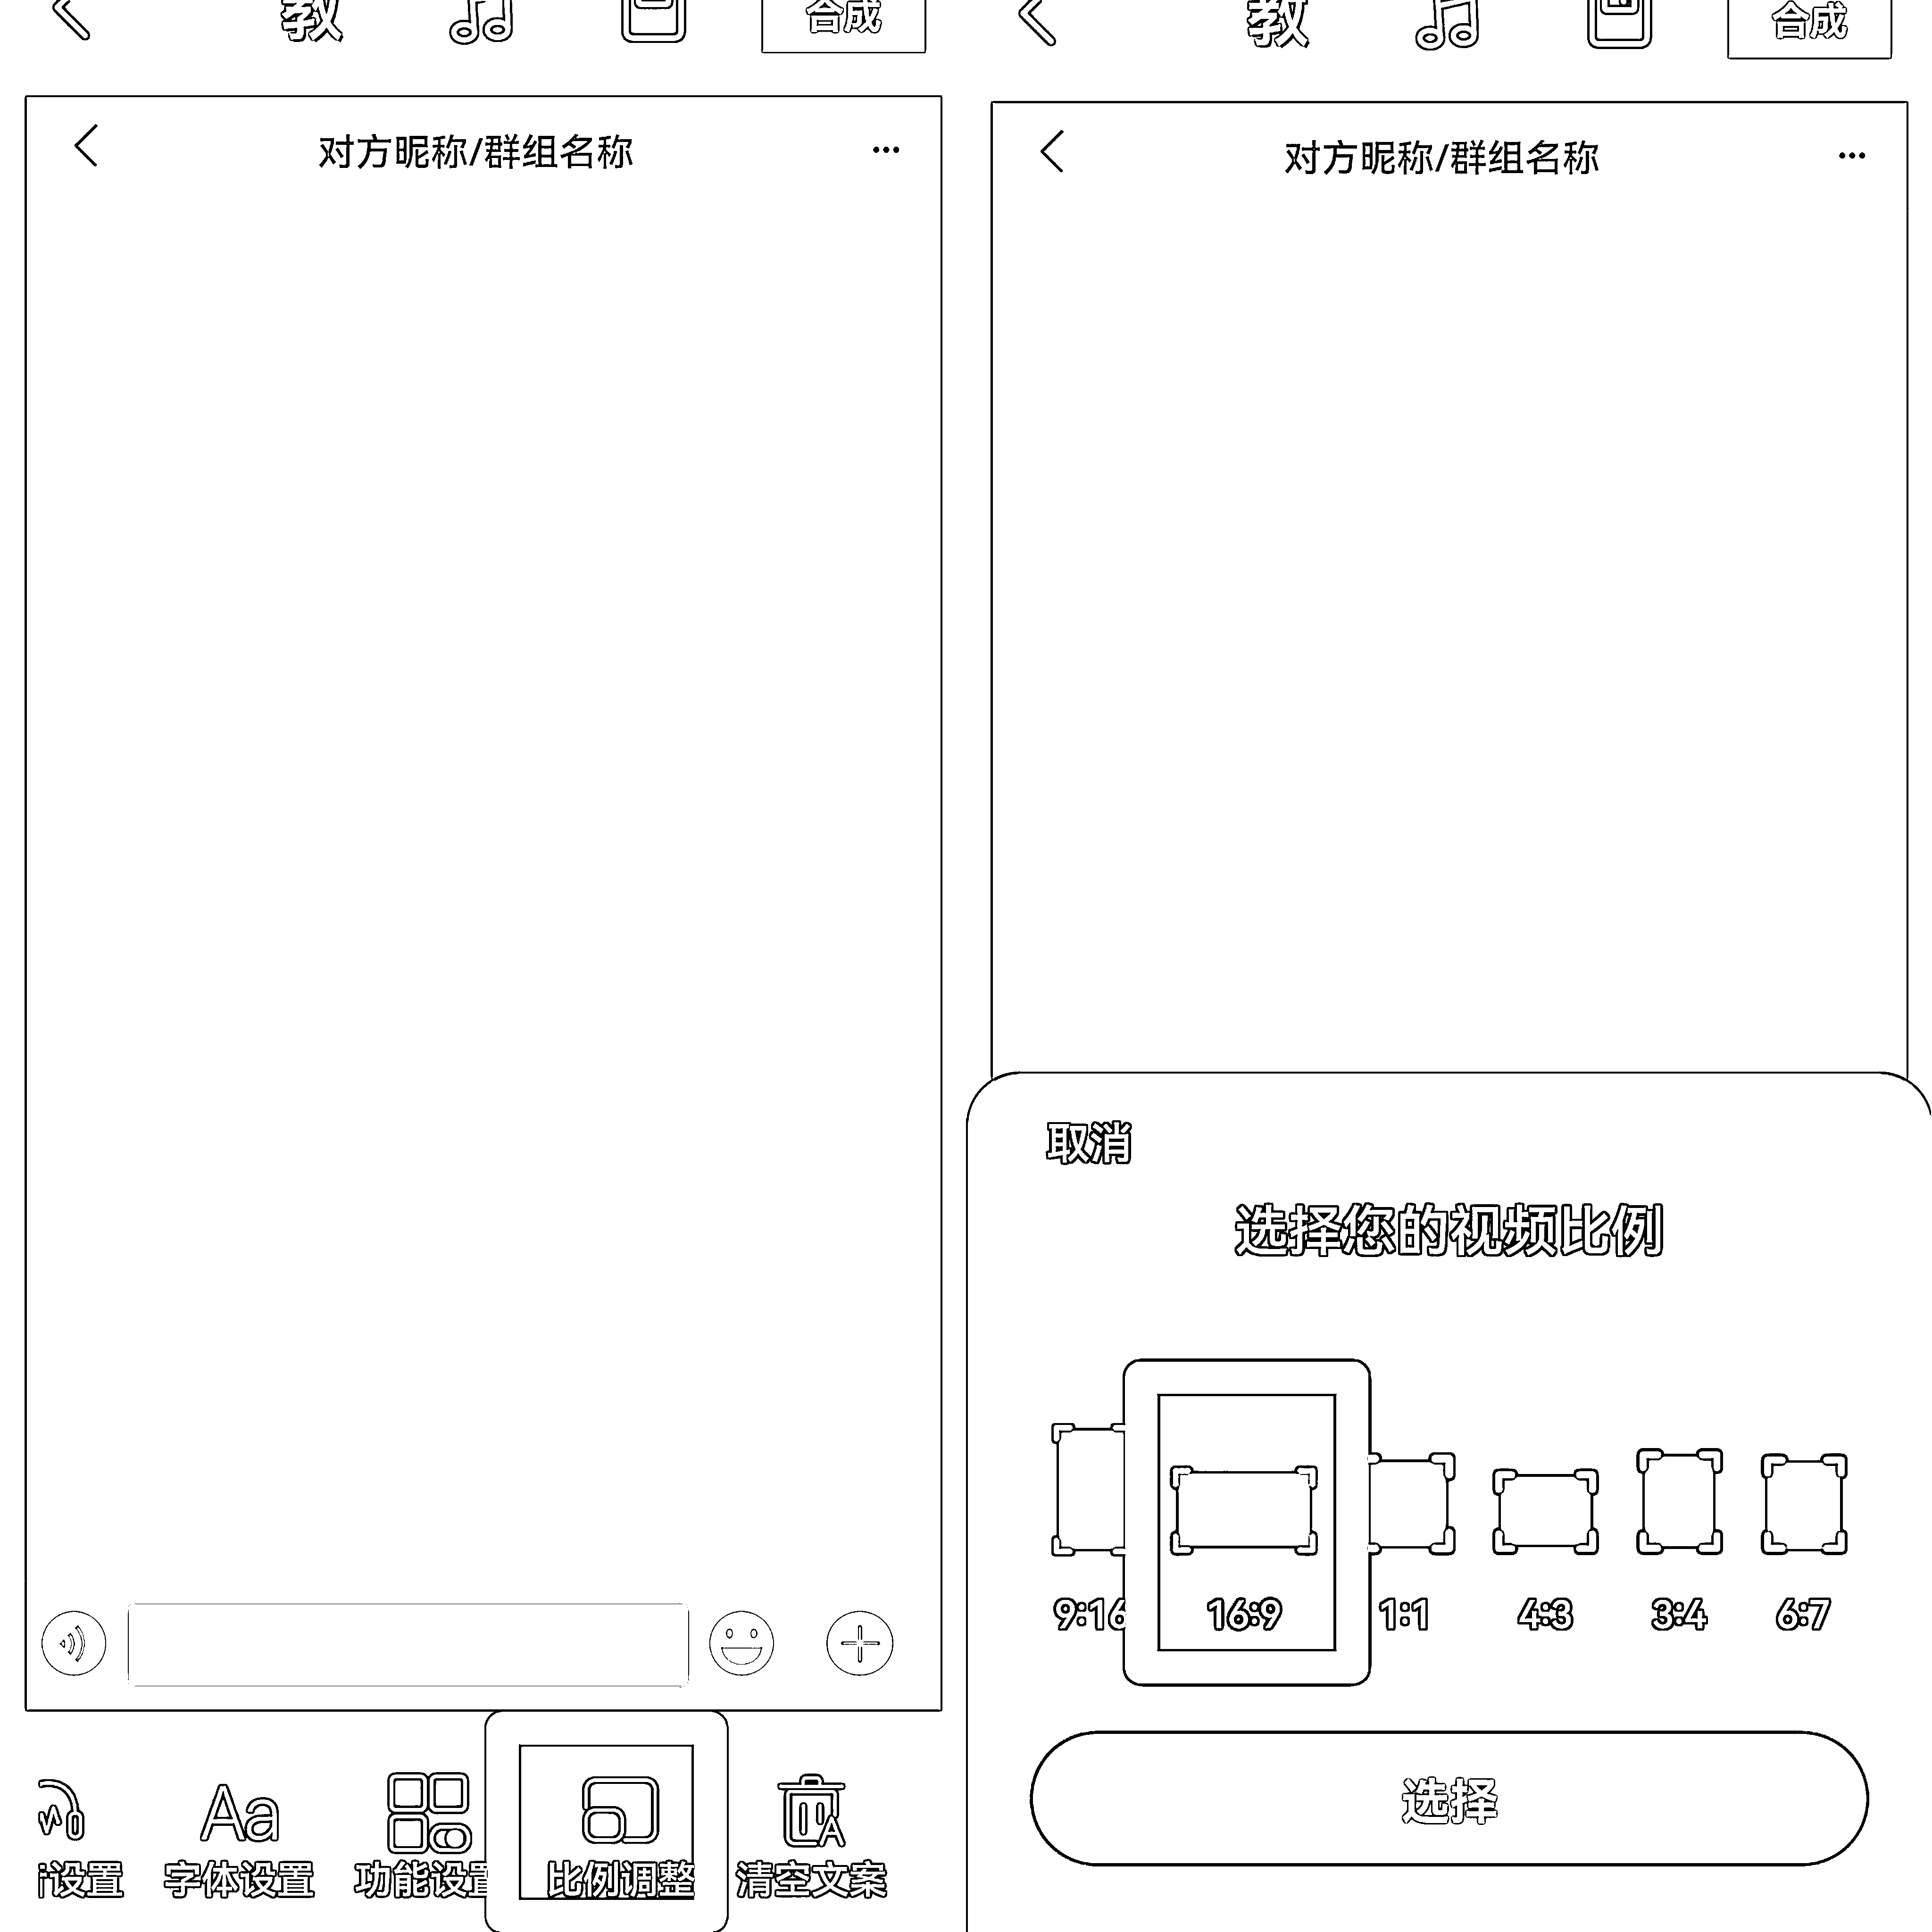 教
合成
对方昵称/群组名称
设置
字体设置
功能设置
比例调整
清空文案
教
合成
对方昵称/群组名称
取消
选择您的视频比例
9:16
16:9
1:1
4:3
3:4
6:7
选择